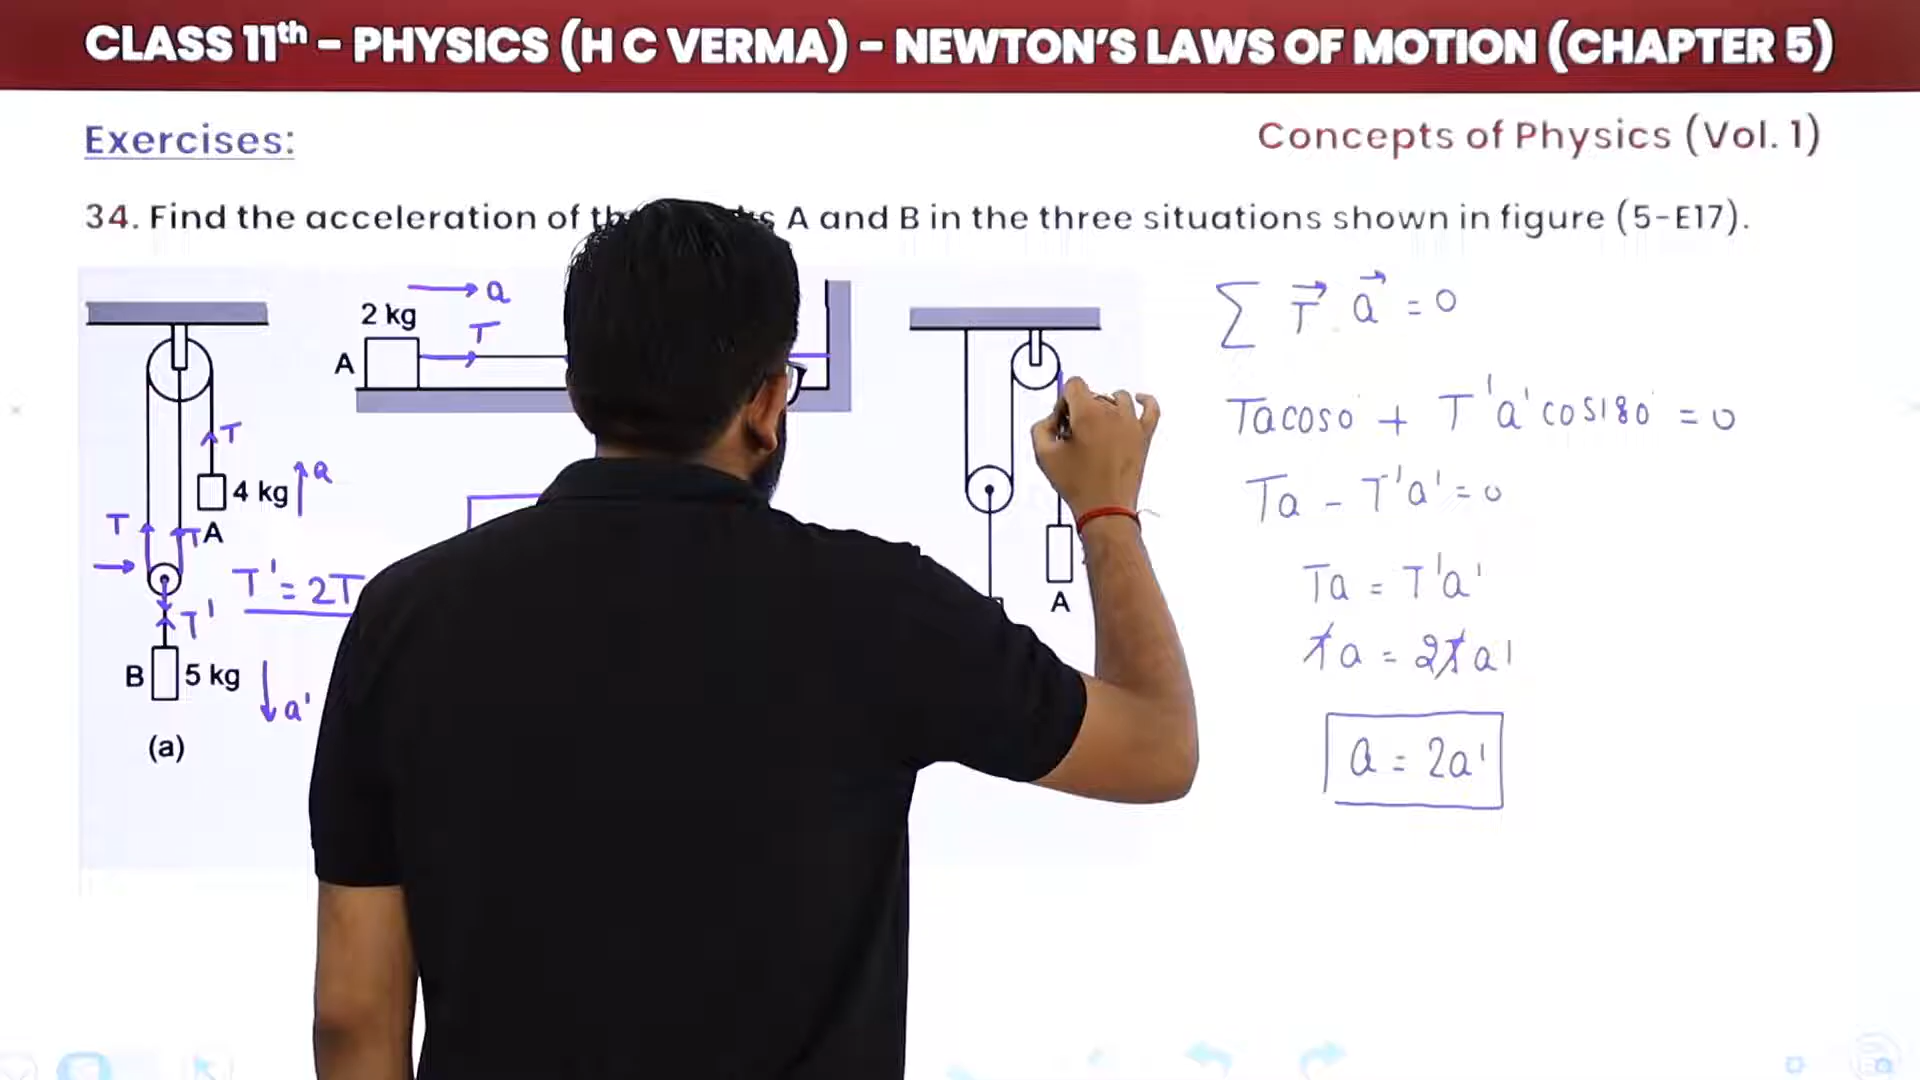 CLASS 11th – PHYSICS (H C VERMA) – NEWTON'S LAWS OF MOTION (CHAPTER 5)
Exercises:
Concepts of Physics (Vol. 1)
34. Find the acceleration of A and B in the three situations shown in figure (5-E17).
a
2 kg
T
A
T
4 kg
a
A
T
T
T' = 2T
T'
B
5 kg
a'
(a)
A
∑ T⃗ . a⃗ = 0
Ta cos0 + T'a' cos180 = 0
Ta - T'a' = 0
Ta = T'a'
Ta = 2Ta'
a = 2a'